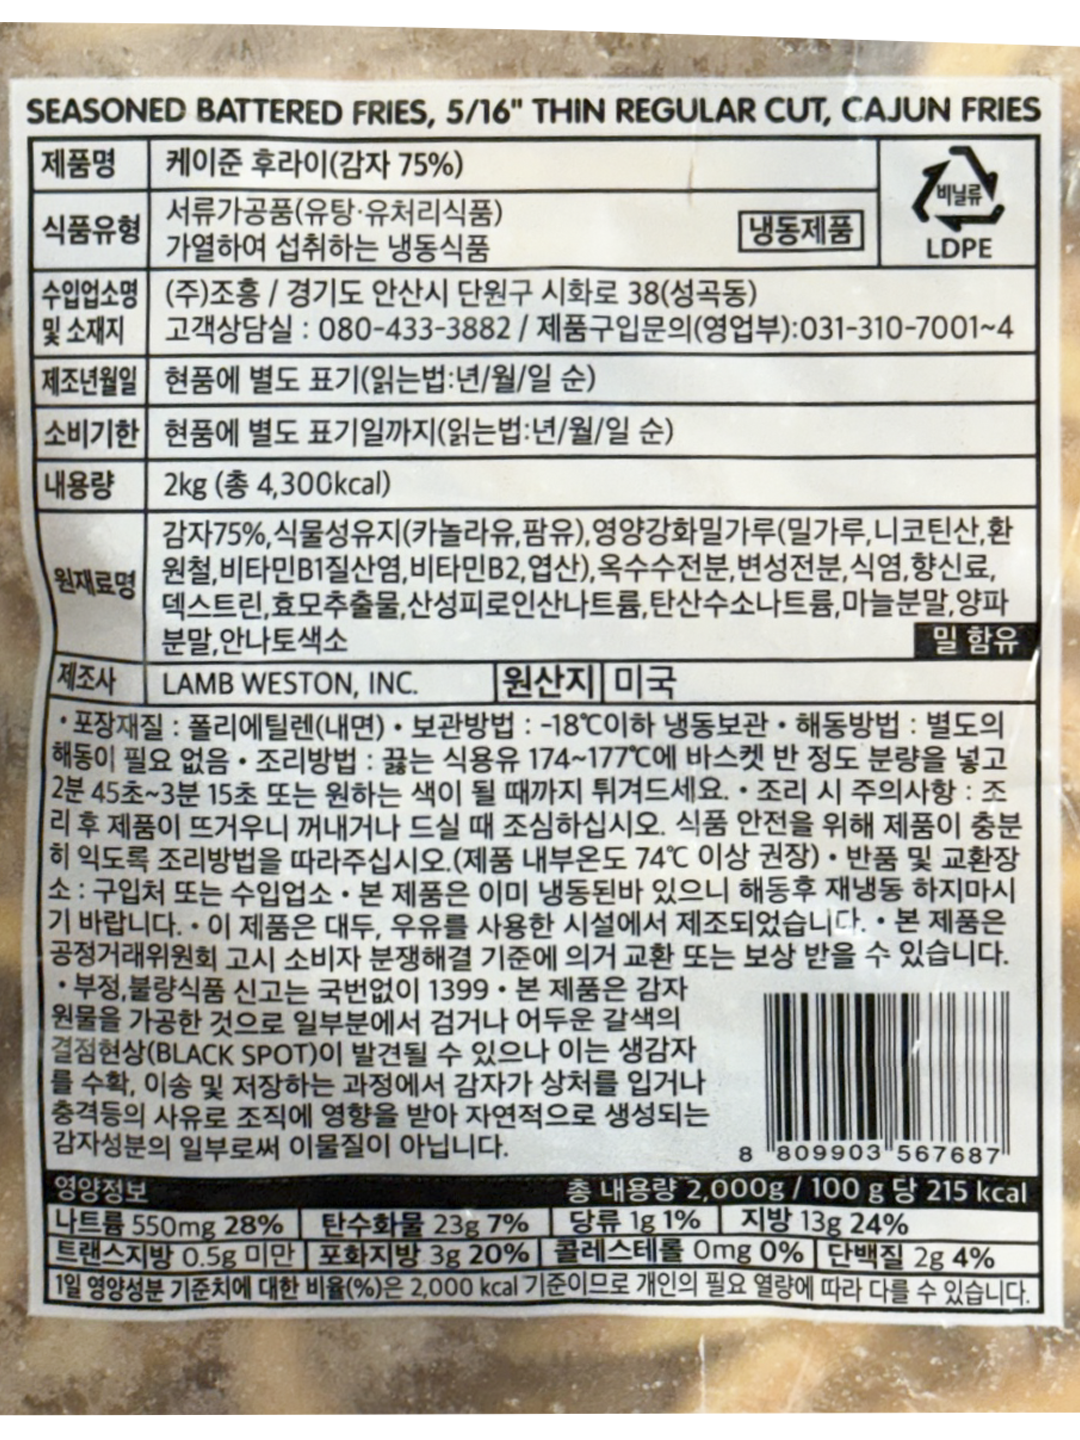 SEASONED BATTERED FRIES, 5/16" THIN REGULAR CUT, CAJUN FRIES
제품명 케이준 후라이(감자 75%)
비닐류
LDPE
식품유형 서류가공품(유탕·유처리식품)
가열하여 섭취하는 냉동식품
냉동제품
수입업소명 및 소재지 (주)조흥 / 경기도 안산시 단원구 시화로 38(성곡동)
고객상담실 : 080-433-3882 / 제품구입문의(영업부):031-310-7001~4
제조년월일 현품에 별도 표기(읽는법:년/월/일 순)
소비기한 현품에 별도 표기일까지(읽는법:년/월/일 순)
내용량 2kg (총 4,300kcal)
원재료명 감자75%,식물성유지(카놀라유,팜유),영양강화밀가루(밀가루,니코틴산,환
원철,비타민B1질산염,비타민B2,엽산),옥수수전분,변성전분,식염,향신료,
덱스트린,효모추출물,산성피로인산나트륨,탄산수소나트륨,마늘분말,양파
분말,안나토색소
밀 함유
제조사 LAMB WESTON, INC. 원산지 미국
• 포장재질 : 폴리에틸렌(내면) • 보관방법 : -18℃이하 냉동보관 • 해동방법 : 별도의
해동이 필요 없음 • 조리방법 : 끓는 식용유 174~177℃에 바스켓 반 정도 분량을 넣고
2분 45초~3분 15초 또는 원하는 색이 될 때까지 튀겨드세요. • 조리 시 주의사항 : 조
리 후 제품이 뜨거우니 꺼내거나 드실 때 조심하십시오. 식품 안전을 위해 제품이 충분
히 익도록 조리방법을 따라주십시오.(제품 내부온도 74℃ 이상 권장) • 반품 및 교환장
소 : 구입처 또는 수입업소 • 본 제품은 이미 냉동된바 있으니 해동후 재냉동 하지마시
기 바랍니다. • 이 제품은 대두, 우유를 사용한 시설에서 제조되었습니다. • 본 제품은
공정거래위원회 고시 소비자 분쟁해결 기준에 의거 교환 또는 보상 받을 수 있습니다.
• 부정,불량식품 신고는 국번없이 1399 • 본 제품은 감자
원물을 가공한 것으로 일부분에서 검거나 어두운 갈색의
결점현상(BLACK SPOT)이 발견될 수 있으나 이는 생감자
를 수확, 이송 및 저장하는 과정에서 감자가 상처를 입거나
충격등의 사유로 조직에 영향을 받아 자연적으로 생성되는
감자성분의 일부로써 이물질이 아닙니다.
8 809903 567687
영양정보 총 내용량 2,000g / 100 g 당 215 kcal
나트륨 550mg 28% 탄수화물 23g 7% 당류 1g 1% 지방 13g 24%
트랜스지방 0.5g 미만 포화지방 3g 20% 콜레스테롤 0mg 0% 단백질 2g 4%
1일 영양성분 기준치에 대한 비율(%)은 2,000 kcal 기준이므로 개인의 필요 열량에 따라 다를 수 있습니다.